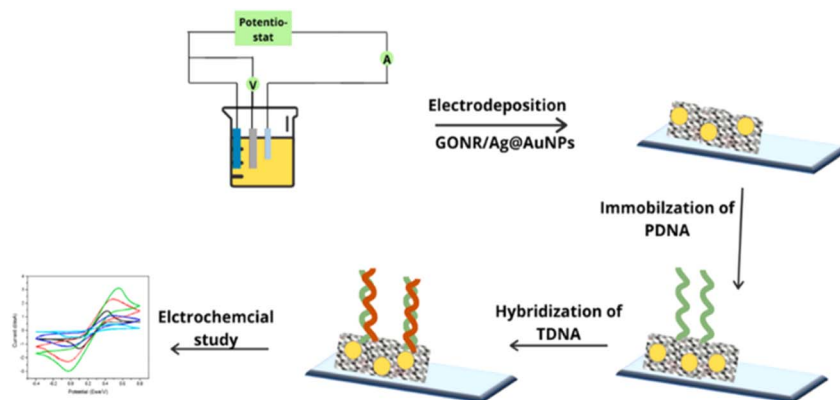 Potentio-
stat
A
V
Electrodeposition
GONR/Ag@AuNPs
Immobilzation of
PDNA
Hybridization of
TDNA
Elctrochemcial
study